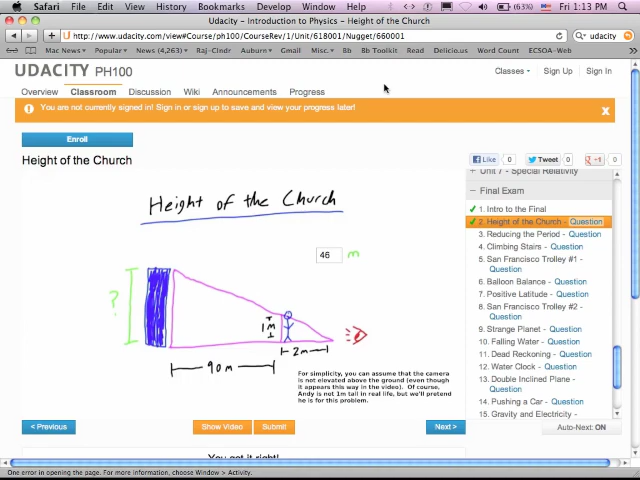 Safari File Edit View History Bookmarks Develop Window Help (63%) Fri 1:13 PM
Udacity - Introduction to Physics - Height of the Church
http://www.udacity.com/view#Course/ph100/CourseRev/1/Unit/618001/Nugget/660001
udacity
Mac News Popular News (4,263) Raj-Cindr Auburn Gmail Misc. Bb Bb Toolkit Read Delicio.us Word Count ECSOA-Web
UDACITY PH100
Classes Sign Up Sign In
Overview Classroom Discussion Wiki Announcements Progress
You are not currently signed in! Sign in or sign up to save and view your progress later!
x
Enroll
Height of the Church
Like 0 Tweet 0 +1 0
Height of the Church
46 m
?
1m
90m
2m
For simplicity, you can assume that the camera
is not elevated above the ground (even though
it appears this way in the video). Of course,
Andy is not 1m tall in real life, but we'll pretend
he is for this problem.
Unit 7 - Special Relativity
Final Exam
1. Intro to the Final
2. Height of the Church - Question
3. Reducing the Period - Question
4. Climbing Stairs - Question
5. San Francisco Trolley #1 -
Question
6. Balloon Balance - Question
7. Positive Latitude - Question
8. San Francisco Trolley #2 -
Question
9. Strange Planet - Question
10. Falling Water - Question
11. Dead Reckoning - Question
12. Water Clock - Question
13. Double Inclined Plane -
Question
14. Pushing a Car - Question
15. Gravity and Electricity -
< Previous
Show Video
Submit
Next >
Auto-Next: ON
You got it right!
One error in opening the page. For more information, choose Window > Activity.